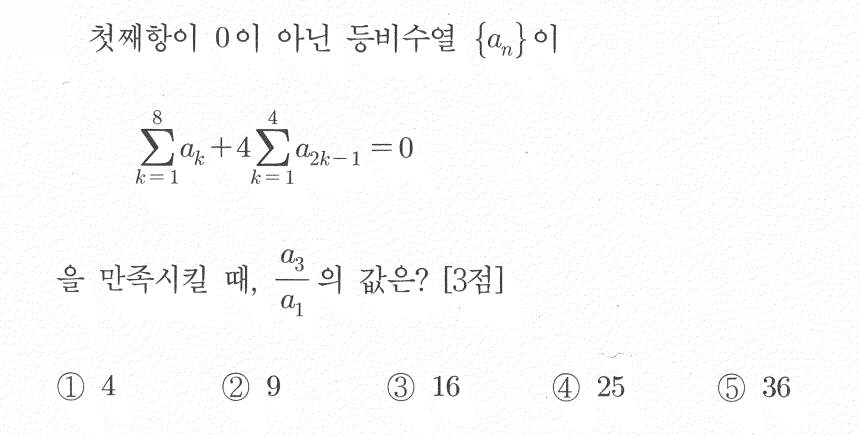 첫째항이 0이 아닌 등비수열 {aₙ}이
$\sum_{k=1}^{8} a_k + 4\sum_{k=1}^{4} a_{2k-1} = 0$
을 만족시킬 때, $\frac{a_3}{a_1}$의 값은? [3점]
① 4 ② 9 ③ 16 ④ 25 ⑤ 36